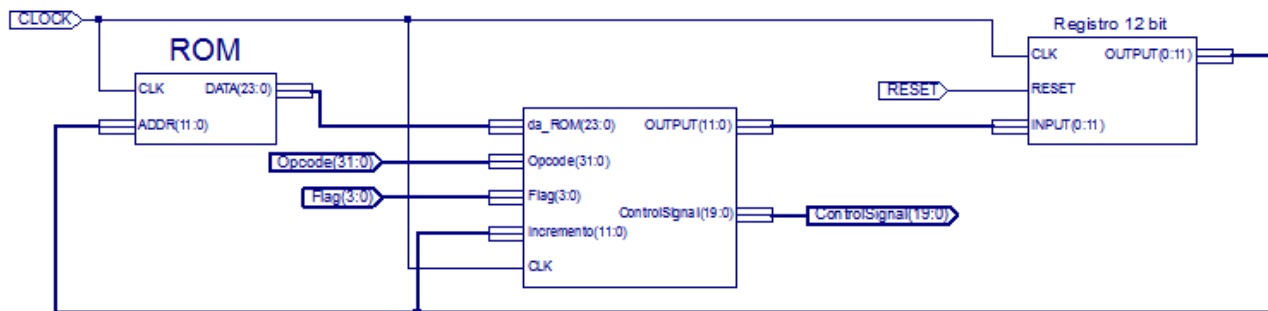 CLOCK
ROM
CLK
DATA(23:0)
ADDR(11:0)
Opcode(31:0)
Flag(3:0)
da_ROM(23:0)
OUTPUT(11:0)
Opcode(31:0)
Flag(3:0)
ControlSignal(19:0)
Incremento(11:0)
CLK
ControlSignal(19:0)
Registro 12 bit
CLK
OUTPUT(0:11)
RESET
RESET
INPUT(0:11)